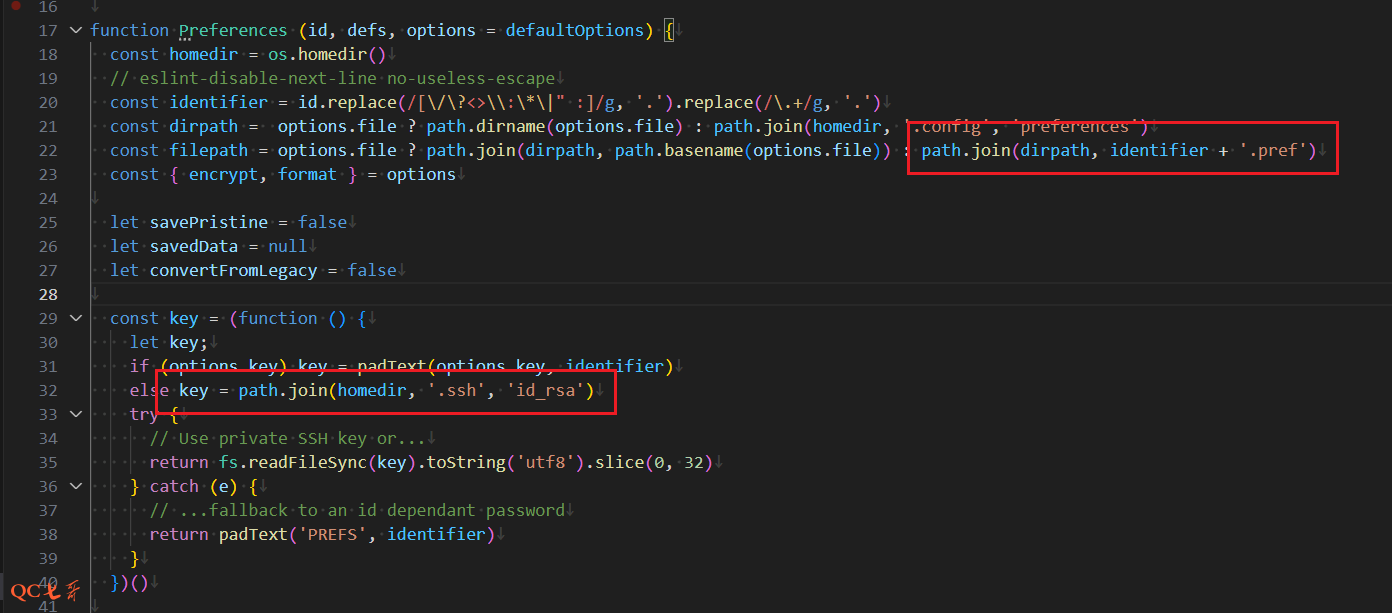 16
17 function Preferences (id, defs, options = defaultOptions) {
18 const homedir = os.homedir()
19 // eslint-disable-next-line no-useless-escape
20 const identifier = id.replace(/[\/\?<>\\:\*\|" :]/g, '.').replace(/\.+/g, '.')
21 const dirpath = options.file ? path.dirname(options.file) : path.join(homedir, '.config', 'preferences')
22 const filepath = options.file ? path.join(dirpath, path.basename(options.file)) : path.join(dirpath, identifier + '.pref')
23 const { encrypt, format } = options
24
25 let savePristine = false
26 let savedData = null
27 let convertFromLegacy = false
28
29 const key = (function () {
30 let key;
31 if (options.key) key = padText(options.key, identifier)
32 else key = path.join(homedir, '.ssh', 'id_rsa')
33 try {
34 // Use private SSH key or...
35 return fs.readFileSync(key).toString('utf8').slice(0, 32)
36 } catch (e) {
37 // ...fallback to an id dependant password
38 return padText('PREFS', identifier)
39 }
40 })()
41
QC七哥